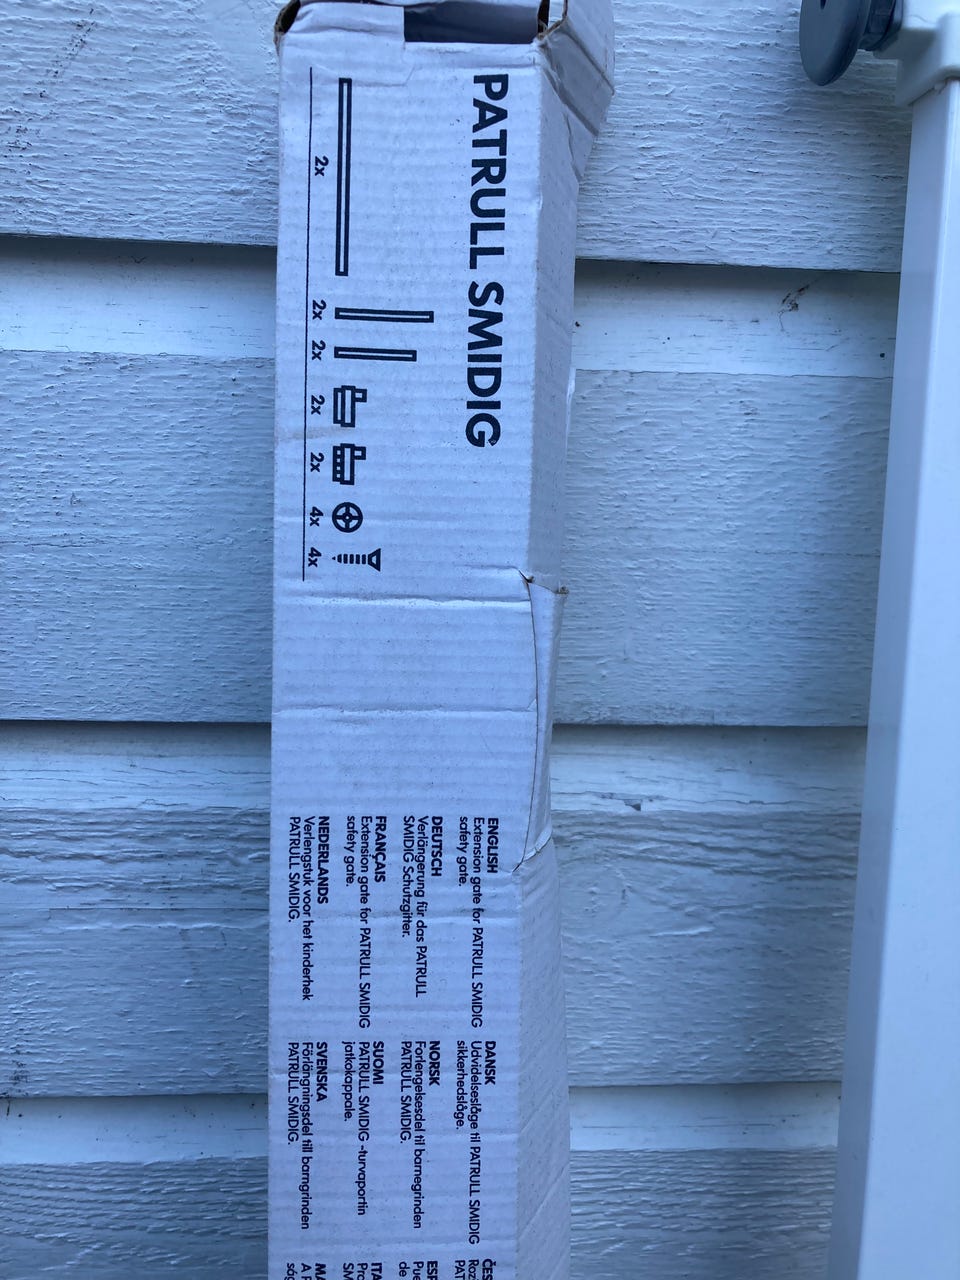 PATRULL SMIDIG
2x
2x
2x
2x
2x
4x
4x
ENGLISH
Extension gate for PATRULL SMIDIG
safety gate.
DEUTSCH
Verlängerung für das PATRULL
SMIDIG Schutzgitter.
FRANÇAIS
Extension gate for PATRULL SMIDIG
safety gate.
NEDERLANDS
Verlengstuk voor het kinderhek
PATRULL SMIDIG.
DANSK
Udvidelseslåge til PATRULL SMIDIG
sikkerhedslåge.
NORSK
Forlengelsesdel til barnegrinden
PATRULL SMIDIG.
SUOMI
PATRULL SMIDIG -turvaportin
jatkokappale.
SVENSKA
Förlängningsdel till barngrinden
PATRULL SMIDIG.